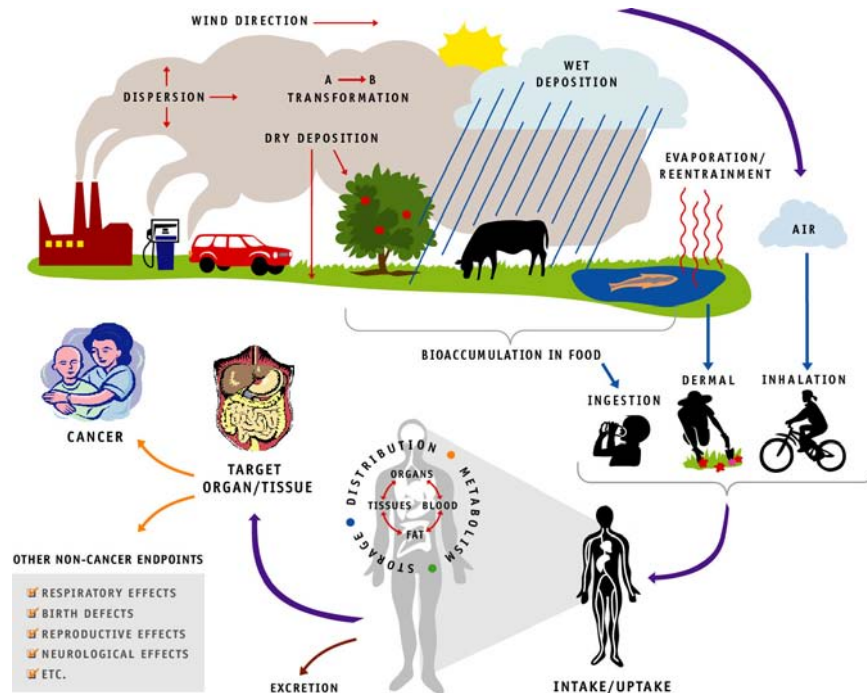 WIND DIRECTION
DISPERSION
A B
TRANSFORMATION
DRY DEPOSITION
WET
DEPOSITION
EVAPORATION/
REENTRAINMENT
AIR
BIOACCUMULATION IN FOOD
INGESTION
DERMAL
INHALATION
CANCER
TARGET
ORGAN/TISSUE
DISTRIBUTION
METABOLISM
STORAGE
ORGANS
TISSUES BLOOD
FAT
OTHER NON-CANCER ENDPOINTS
RESPIRATORY EFFECTS
BIRTH DEFECTS
REPRODUCTIVE EFFECTS
NEUROLOGICAL EFFECTS
ETC.
EXCRETION
INTAKE/UPTAKE